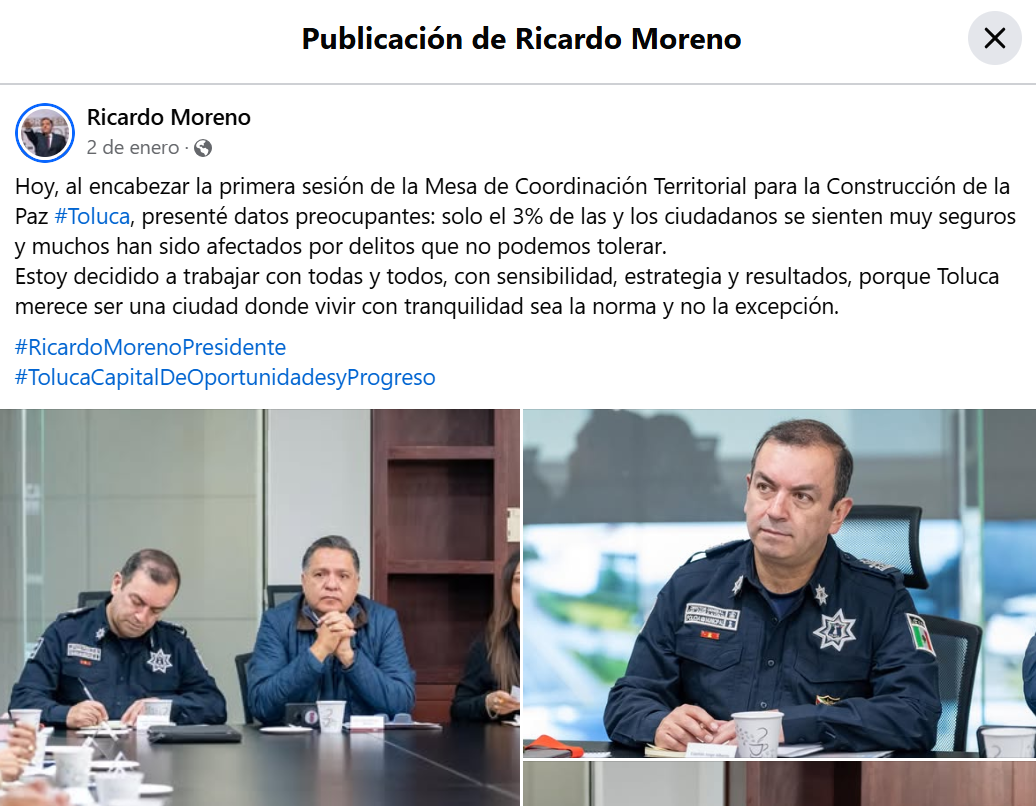 Publicación de Ricardo Moreno
Ricardo Moreno
2 de enero ·
Hoy, al encabezar la primera sesión de la Mesa de Coordinación Territorial para la Construcción de la
Paz #Toluca, presenté datos preocupantes: solo el 3% de las y los ciudadanos se sienten muy seguros
y muchos han sido afectados por delitos que no podemos tolerar.
Estoy decidido a trabajar con todas y todos, con sensibilidad, estrategia y resultados, porque Toluca
merece ser una ciudad donde vivir con tranquilidad sea la norma y no la excepción.
#RicardoMorenoPresidente
#TolucaCapitalDeOportunidadesyProgreso
POLICIA MUNICIPAL